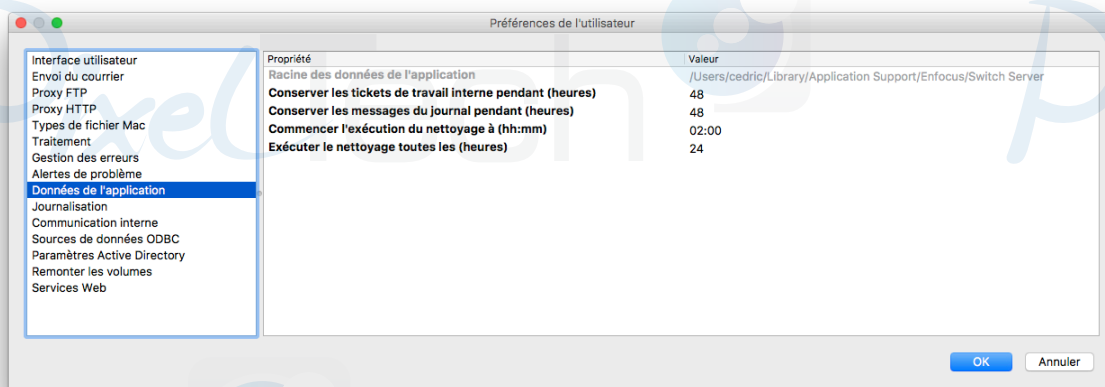 Préférences de l'utilisateur
Interface utilisateur
Envoi du courrier
Proxy FTP
Proxy HTTP
Types de fichier Mac
Traitement
Gestion des erreurs
Alertes de problème
Données de l'application
Journalisation
Communication interne
Sources de données ODBC
Paramètres Active Directory
Remonter les volumes
Services Web
Propriété Valeur
Racine des données de l'application /Users/cedric/Library/Application Support/Enfocus/Switch Server
Conserver les tickets de travail interne pendant (heures) 48
Conserver les messages du journal pendant (heures) 48
Commencer l'exécution du nettoyage à (hh:mm) 02:00
Exécuter le nettoyage toutes les (heures) 24
OK Annuler